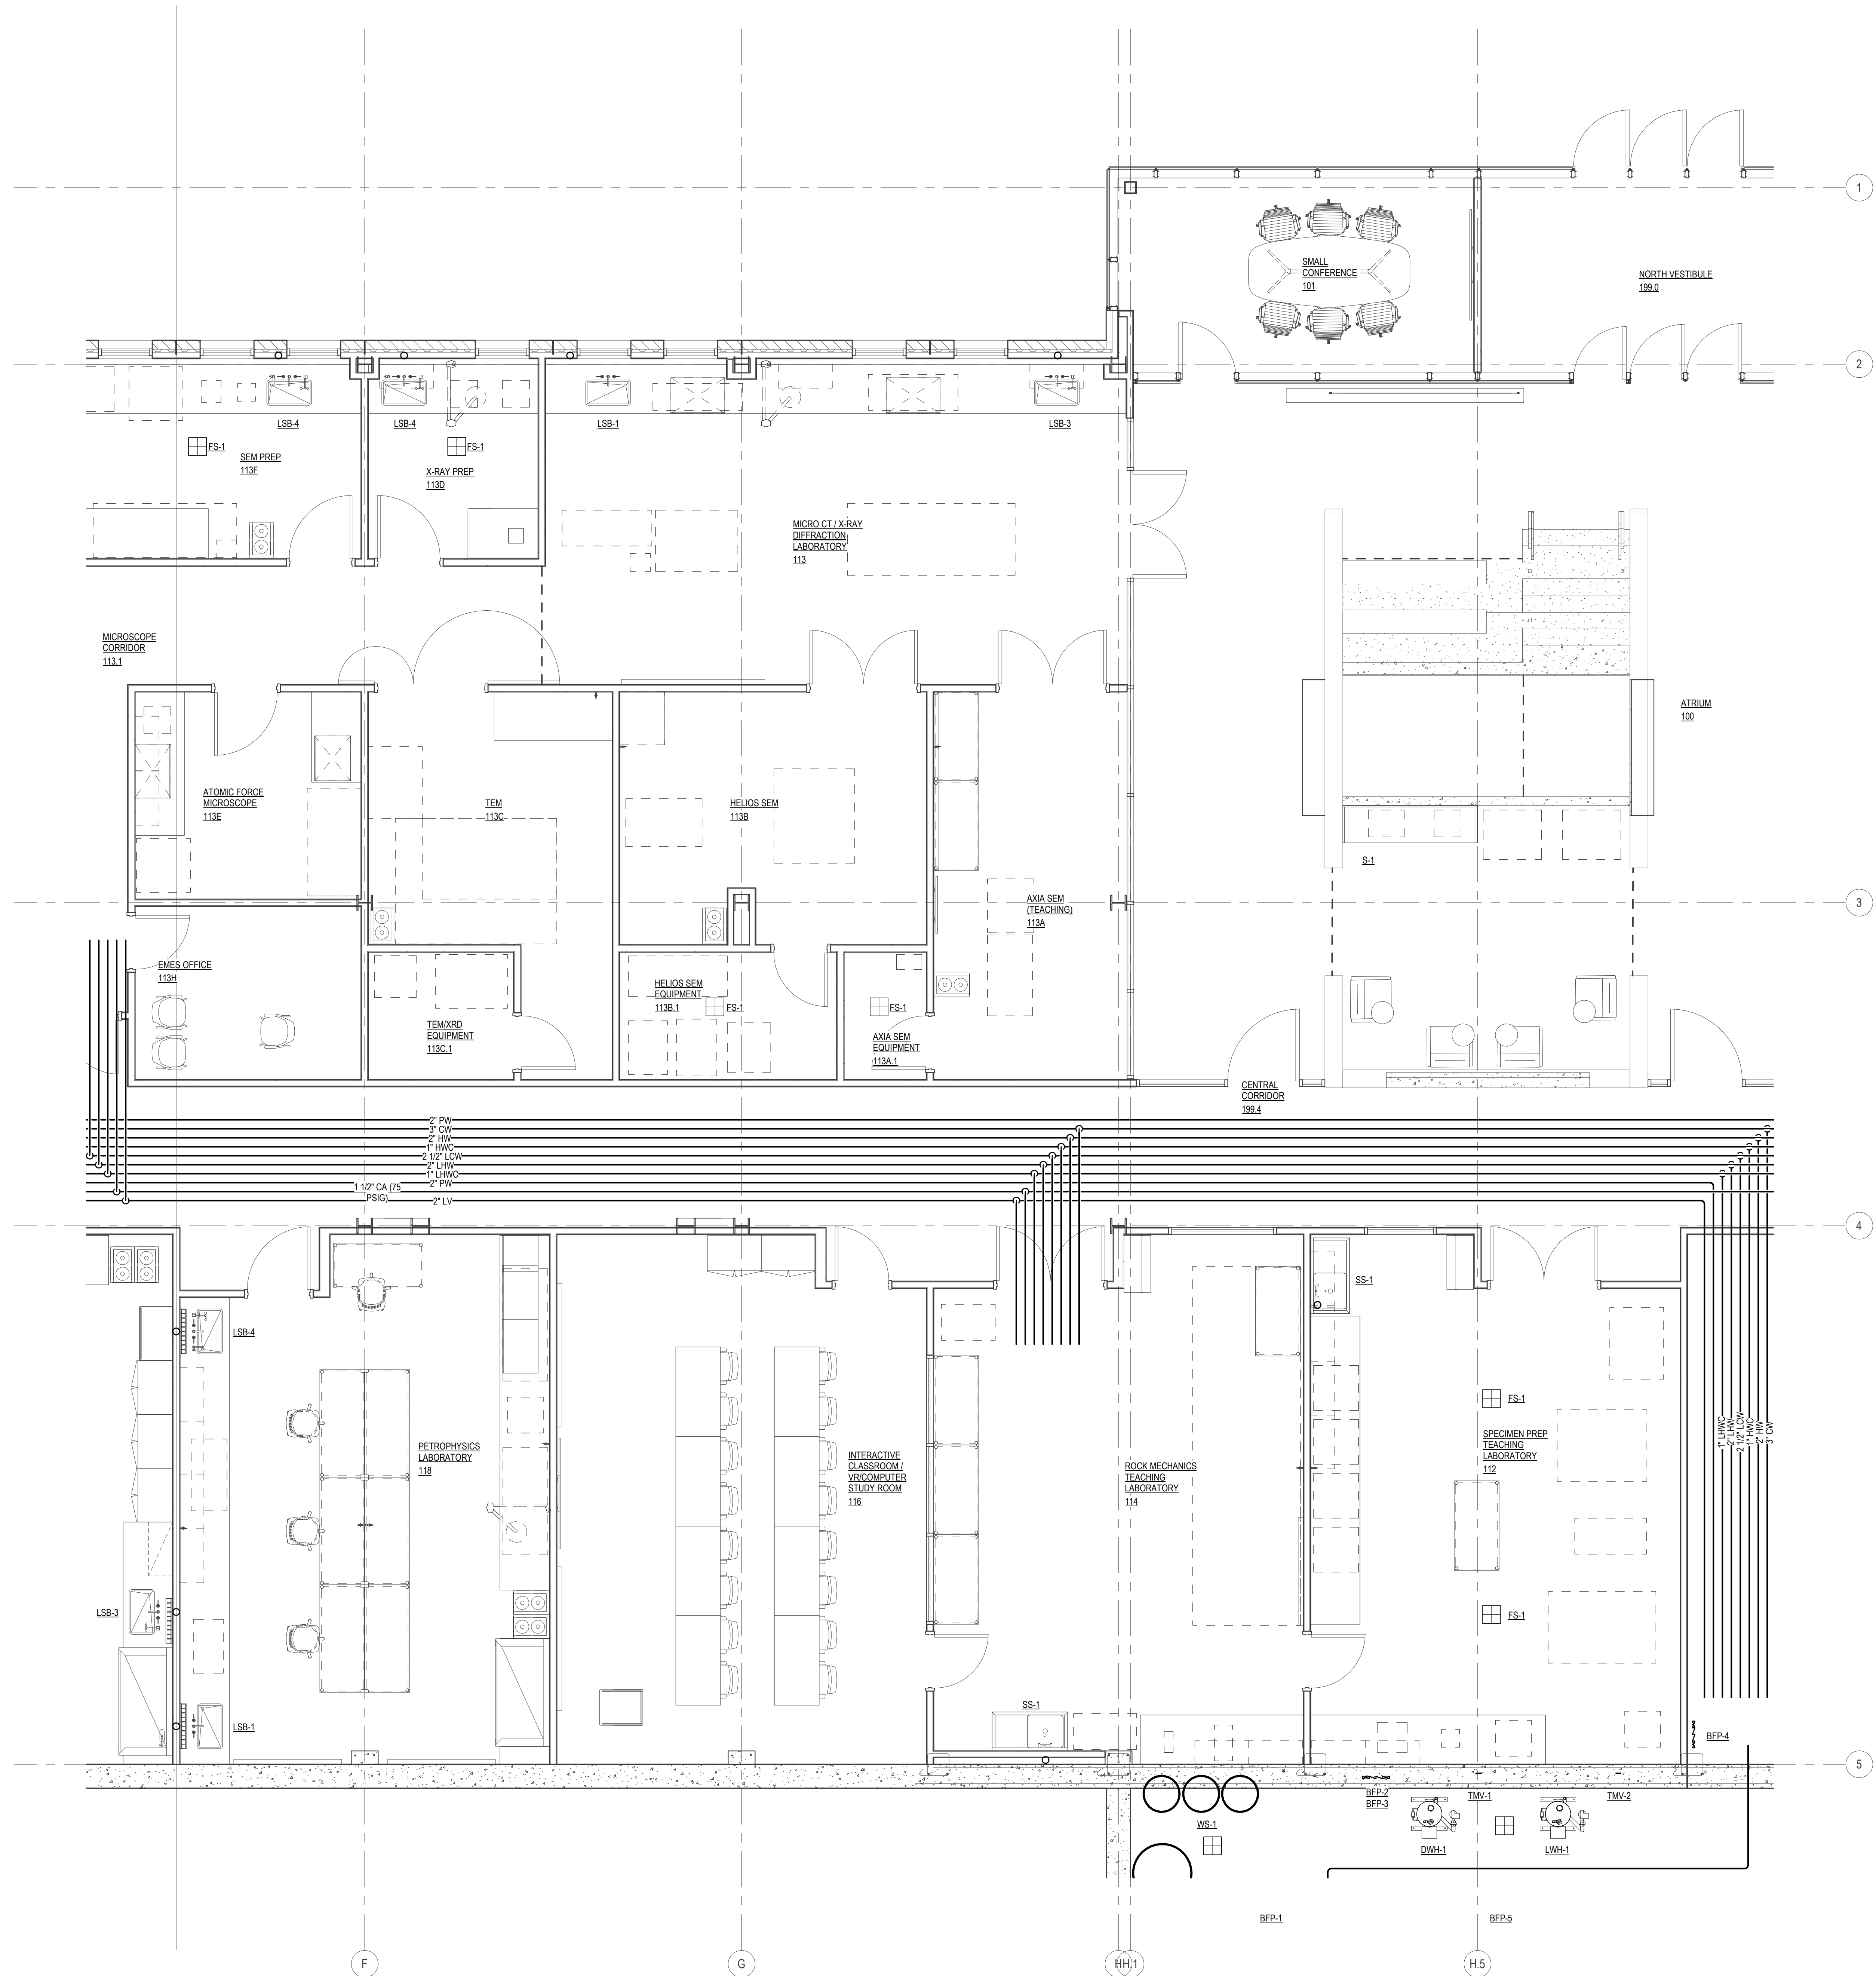 1
SMALL
CONFERENCE
101
NORTH VESTIBULE
199.0
2
LSB-4
LSB-4
LSB-1
LSB-3
FS-1
FS-1
SEM PREP
113F
X-RAY PREP
113D
MICRO CT / X-RAY
DIFFRACTION
LABORATORY
113
MICROSCOPE
CORRIDOR
113.1
ATRIUM
100
ATOMIC FORCE
MICROSCOPE
113E
TEM
113C
HELIOS SEM
113B
S-1
AXIA SEM
(TEACHING)
113A
3
EMES OFFICE
113H
HELIOS SEM
EQUIPMENT
113B.1
FS-1
FS-1
TEM/XRD
EQUIPMENT
113C.1
AXIA SEM
EQUIPMENT
113A.1
CENTRAL
CORRIDOR
199.4
2" PW
3" CW
2" HW
1" HWC
2 1/2" LCW
2" LHW
1" LHWC
2" PW
1 1/2" CA (75
PSIG)
2" LV
4
SS-1
LSB-4
FS-1
1" LHWC
2" LHW
2 1/2" LCW
1" HWC
2" HW
3" CW
PETROPHYSICS
LABORATORY
118
INTERACTIVE
CLASSROOM /
VR/COMPUTER
STUDY ROOM
116
ROCK MECHANICS
TEACHING
LABORATORY
114
SPECIMEN PREP
TEACHING
LABORATORY
112
LSB-3
FS-1
SS-1
LSB-1
BFP-4
5
BFP-2
BFP-3
TMV-1
TMV-2
WS-1
DWH-1
LWH-1
BFP-1
BFP-5
F
G
H
H.1
H.5